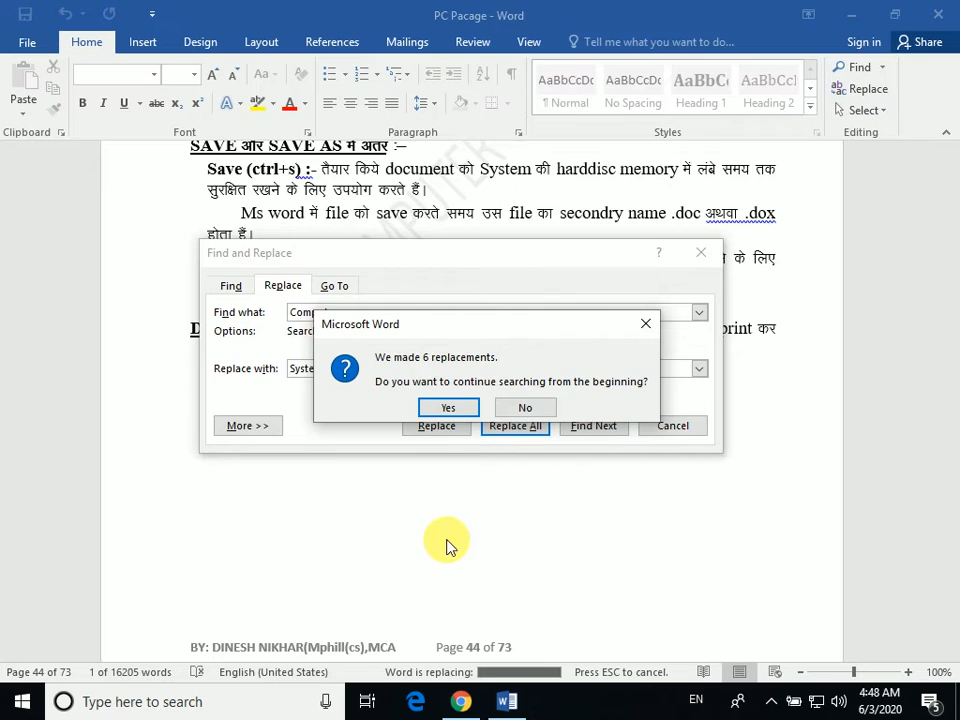 PC Pacage - Word
File Home Insert Design Layout References Mailings Review View Tell me what you want to do... Sign in Share
Paste
B I U abc x₂ x² A A
Aa
AaBbCcDc AaBbCcDc AaBbCc AaBbCcI
¶ Normal No Spacing Heading 1 Heading 2
Find
Replace
Select
Clipboard Font Paragraph Styles Editing
SAVE और SAVE AS में अंतर :–
Save (ctrl+s) :- तैयार किये document को System की harddisc memory में लंबे समय तक
सुरक्षित रखने के लिए उपयोग करते हैं।
Ms word में file को save करते समय उस file का secondry name .doc अथवा .dox
होता हैं।
के लिए
print कर
Find and Replace
Find Replace Go To
Find what:
Options:
Replace with:
More >> Replace Replace All Find Next Cancel
Microsoft Word
We made 6 replacements.
Do you want to continue searching from the beginning?
Yes No
BY: DINESH NIKHAR(Mphill(cs),MCA Page 44 of 73
Page 44 of 73 1 of 16205 words English (United States) Word is replacing: Press ESC to cancel. 100%
Type here to search EN 4:48 AM
6/3/2020
5